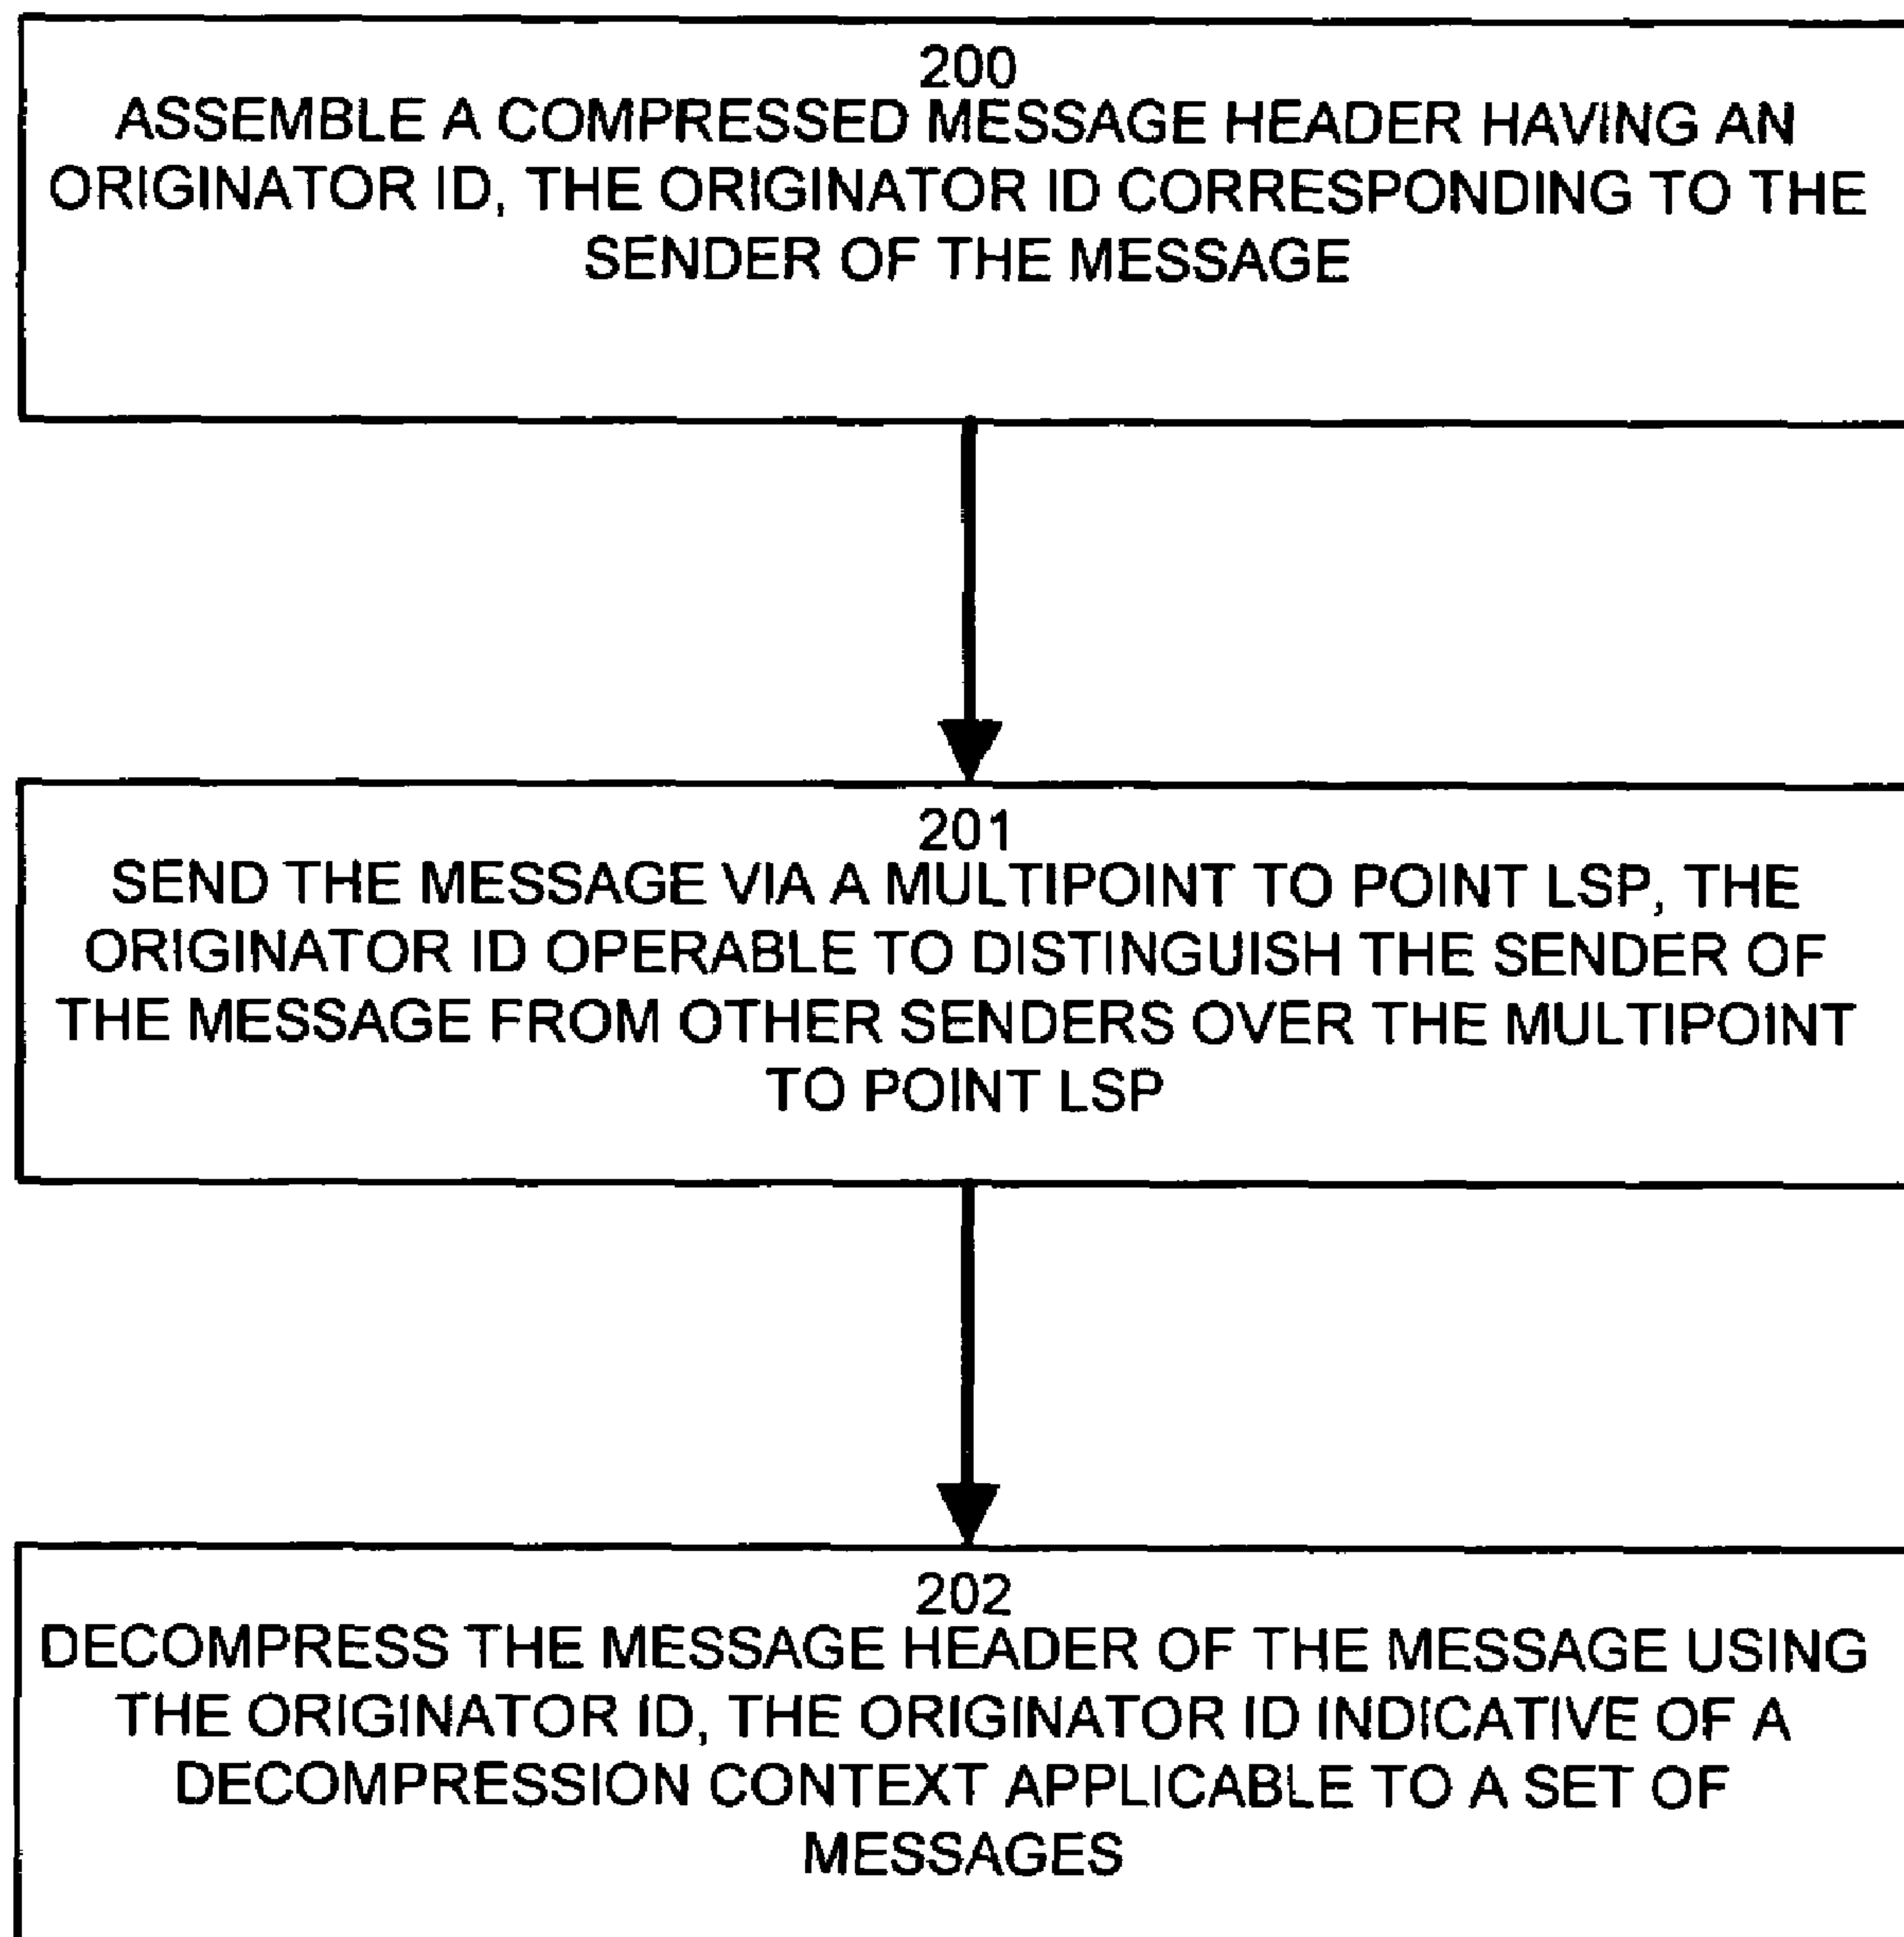 200
ASSEMBLE A COMPRESSED MESSAGE HEADER HAVING AN
ORIGINATOR ID, THE ORIGINATOR ID CORRESPONDING TO THE
SENDER OF THE MESSAGE
201
SEND THE MESSAGE VIA A MULTIPOINT TO POINT LSP, THE
ORIGINATOR ID OPERABLE TO DISTINGUISH THE SENDER OF
THE MESSAGE FROM OTHER SENDERS OVER THE MULTIPOINT
TO POINT LSP
202
DECOMPRESS THE MESSAGE HEADER OF THE MESSAGE USING
THE ORIGINATOR ID, THE ORIGINATOR ID INDICATIVE OF A
DECOMPRESSION CONTEXT APPLICABLE TO A SET OF
MESSAGES